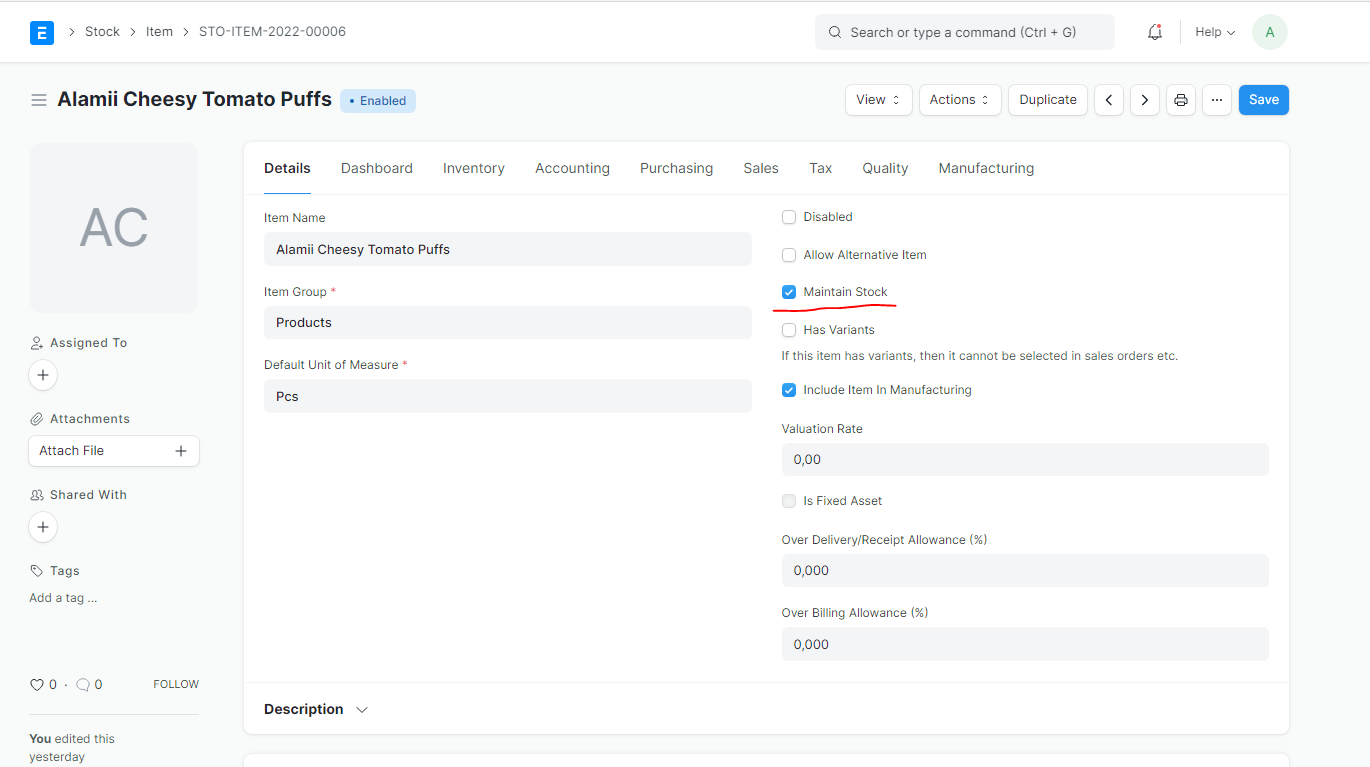 E
Stock
Item
STO-ITEM-2022-00006
Search or type a command (Ctrl + G)
Help
A
Alamii Cheesy Tomato Puffs
• Enabled
View
Actions
Duplicate
...
Save
AC
Assigned To
Attachments
Attach File
Shared With
Tags
Add a tag ...
0 · 0
FOLLOW
You edited this
yesterday
Details
Dashboard
Inventory
Accounting
Purchasing
Sales
Tax
Quality
Manufacturing
Item Name
Alamii Cheesy Tomato Puffs
Item Group *
Products
Default Unit of Measure *
Pcs
Disabled
Allow Alternative Item
Maintain Stock
Has Variants
If this item has variants, then it cannot be selected in sales orders etc.
Include Item In Manufacturing
Valuation Rate
0,00
Is Fixed Asset
Over Delivery/Receipt Allowance (%)
0,000
Over Billing Allowance (%)
0,000
Description